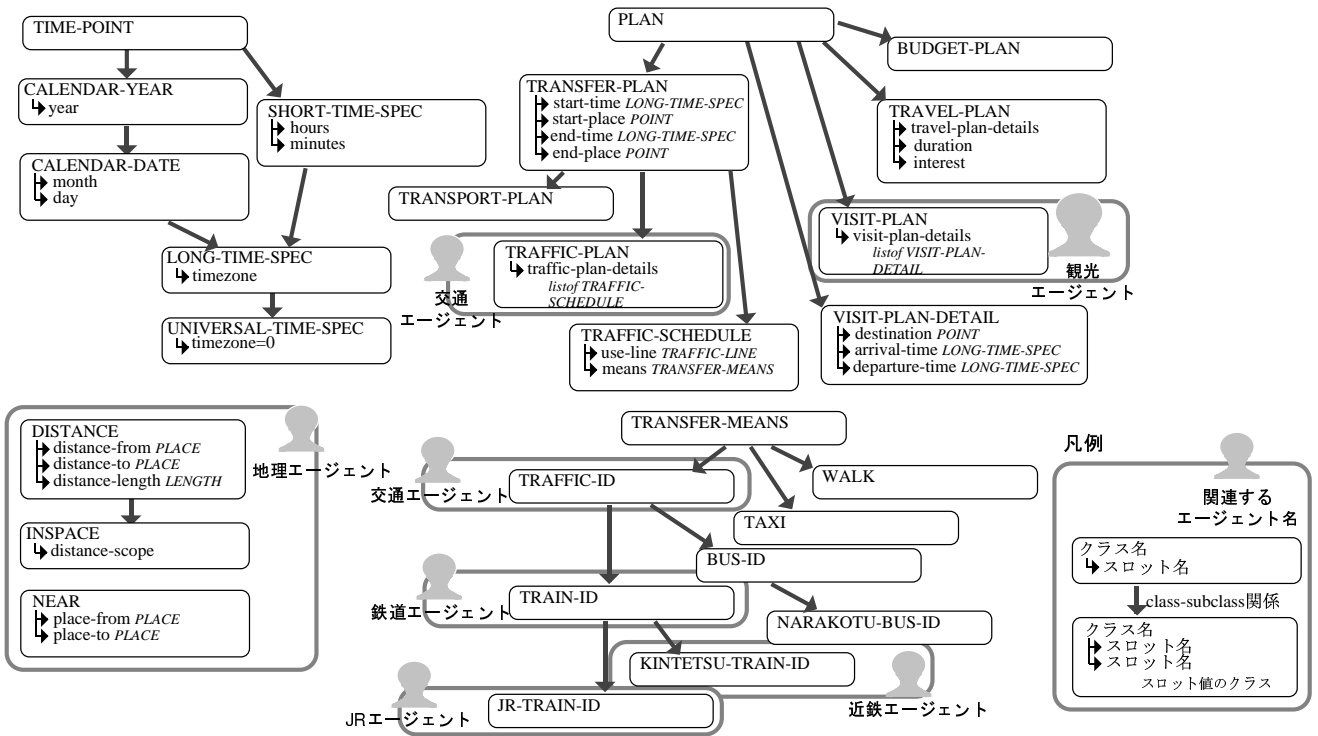 TIME-POINT
CALENDAR-YEAR
year
CALENDAR-DATE
month
day
SHORT-TIME-SPEC
hours
minutes
LONG-TIME-SPEC
timezone
UNIVERSAL-TIME-SPEC
timezone=0
PLAN
BUDGET-PLAN
TRANSFER-PLAN
start-time LONG-TIME-SPEC
start-place POINT
end-time LONG-TIME-SPEC
end-place POINT
TRAVEL-PLAN
travel-plan-details
duration
interest
TRANSPORT-PLAN
TRAFFIC-PLAN
traffic-plan-details
listof TRAFFIC-
SCHEDULE
交通
エージェント
VISIT-PLAN
visit-plan-details
listof VISIT-PLAN-
DETAIL
観光
エージェント
TRAFFIC-SCHEDULE
use-line TRAFFIC-LINE
means TRANSFER-MEANS
VISIT-PLAN-DETAIL
destination POINT
arrival-time LONG-TIME-SPEC
departure-time LONG-TIME-SPEC
DISTANCE
distance-from PLACE
distance-to PLACE
distance-length LENGTH
地理エージェント
INSPACE
distance-scope
NEAR
place-from PLACE
place-to PLACE
TRANSFER-MEANS
TRAFFIC-ID
交通エージェント
WALK
TAXI
BUS-ID
TRAIN-ID
鉄道エージェント
NARAKOTU-BUS-ID
KINTETSU-TRAIN-ID
近鉄エージェント
JR-TRAIN-ID
JRエージェント
凡例
関連する
エージェント名
クラス名
スロット名
class-subclass関係
クラス名
スロット名
スロット名
スロット値のクラス